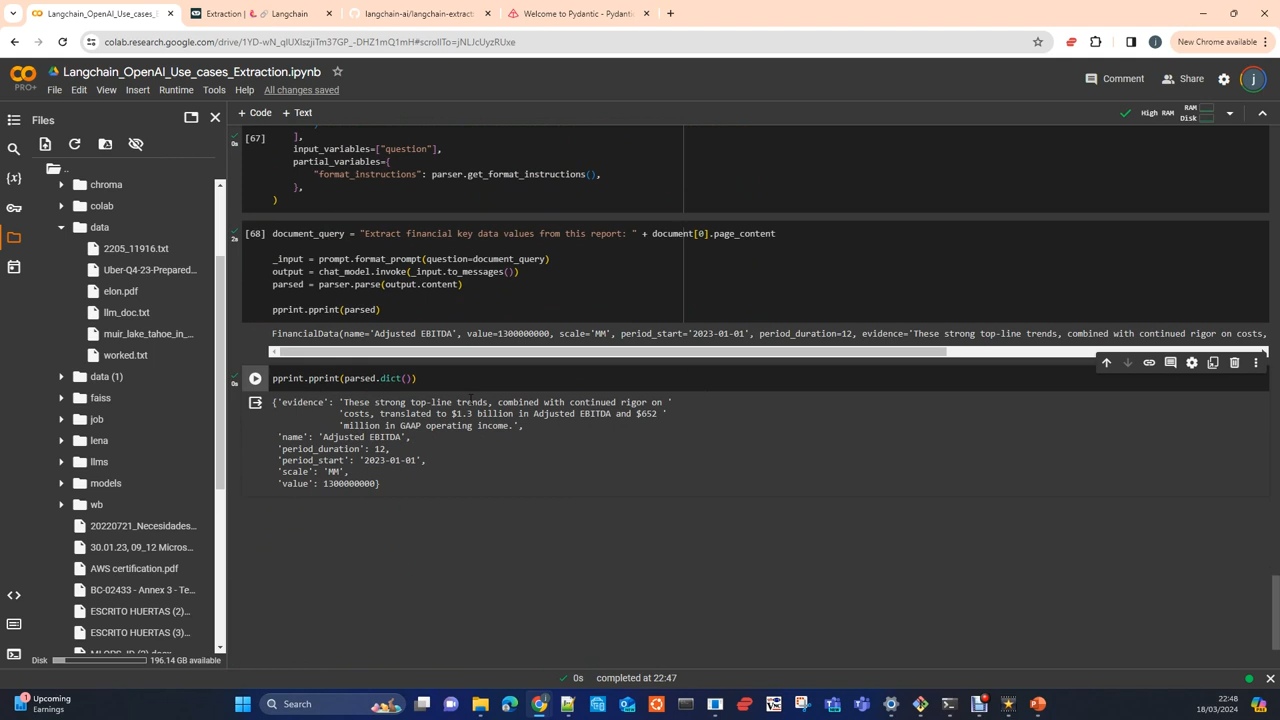 Langchain_OpenAI_Use_cases_
Extraction | 🦜️🔗 Langchain
langchain-ai/langchain-extract
Welcome to Pydantic - Pydantic
colab.research.google.com/drive/1YD-wN_qIUXIszjiTm37GP_-DHZ1mQ1mH#scrollTo=jNLJcUyzRUxe
New Chrome available
Langchain_OpenAI_Use_cases_Extraction.ipynb
PRO+
File Edit View Insert Runtime Tools Help All changes saved
Comment Share
Files
+ Code + Text
High RAM RAM Disk
..
chroma
colab
data
2205_11916.txt
Uber-Q4-23-Prepared...
elon.pdf
llm_doc.txt
muir_lake_tahoe_in_...
worked.txt
data (1)
faiss
job
lena
llms
models
wb
20220721_Necesidades...
30.01.23, 09_12 Micros...
AWS certification.pdf
BC-02433 - Annex 3 - Te...
ESCRITO HUERTAS (2)...
ESCRITO HUERTAS (3)...
Disk 196.14 GB available
[67]
0s
],
input_variables=["question"],
partial_variables={
"format_instructions": parser.get_format_instructions(),
},
)
[68] document_query = "Extract financial key data values from this report: " + document[0].page_content
2s
_input = prompt.format_prompt(question=document_query)
output = chat_model.invoke(_input.to_messages())
parsed = parser.parse(output.content)
pprint.pprint(parsed)
FinancialData(name='Adjusted EBITDA', value=1300000000, scale='MM', period_start='2023-01-01', period_duration=12, evidence='These strong top-line trends, combined with continued rigor on costs,
0s
pprint.pprint(parsed.dict())
{'evidence': 'These strong top-line trends, combined with continued rigor on '
'costs, translated to $1.3 billion in Adjusted EBITDA and $652 '
'million in GAAP operating income.',
'name': 'Adjusted EBITDA',
'period_duration': 12,
'period_start': '2023-01-01',
'scale': 'MM',
'value': 1300000000}
0s completed at 22:47
Upcoming
Earnings
Search
22:48
18/03/2024